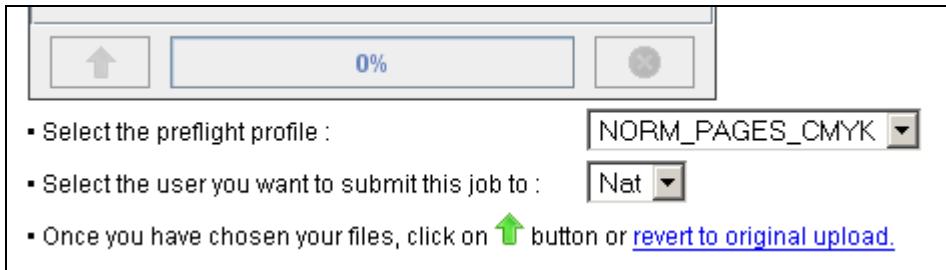 0%
▪ Select the preflight profile : NORM_PAGES_CMYK
▪ Select the user you want to submit this job to : Nat
▪ Once you have chosen your files, click on button or revert to original upload.